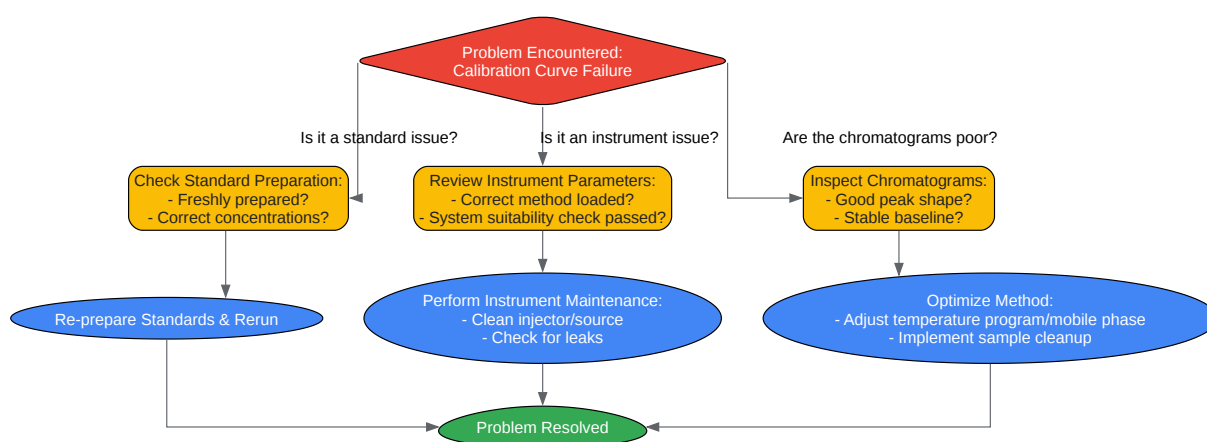 Problem Encountered:
Calibration Curve Failure
Is it a standard issue?
Is it an instrument issue?
Are the chromatograms poor?
Check Standard Preparation:
- Freshly prepared?
- Correct concentrations?
Review Instrument Parameters:
- Correct method loaded?
- System suitability check passed?
Inspect Chromatograms:
- Good peak shape?
- Stable baseline?
Re-prepare Standards & Rerun
Perform Instrument Maintenance:
- Clean injector/source
- Check for leaks
Optimize Method:
- Adjust temperature program/mobile phase
- Implement sample cleanup
Problem Resolved